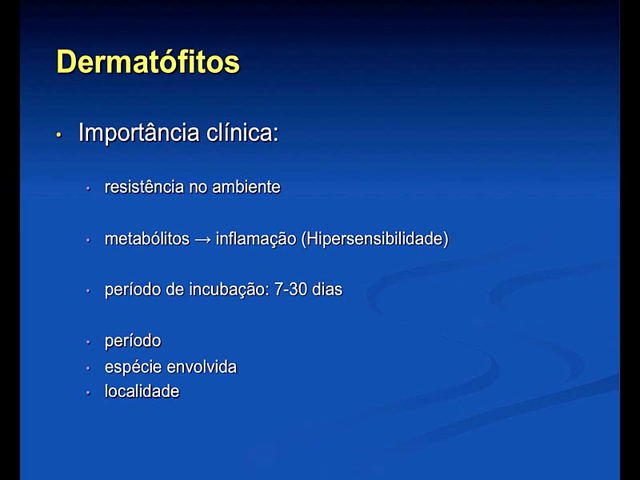 Dermatófitos
• Importância clínica:
• resistência no ambiente
• metabólitos → inflamação (Hipersensibilidade)
• período de incubação: 7-30 dias
• período
• espécie envolvida
• localidade